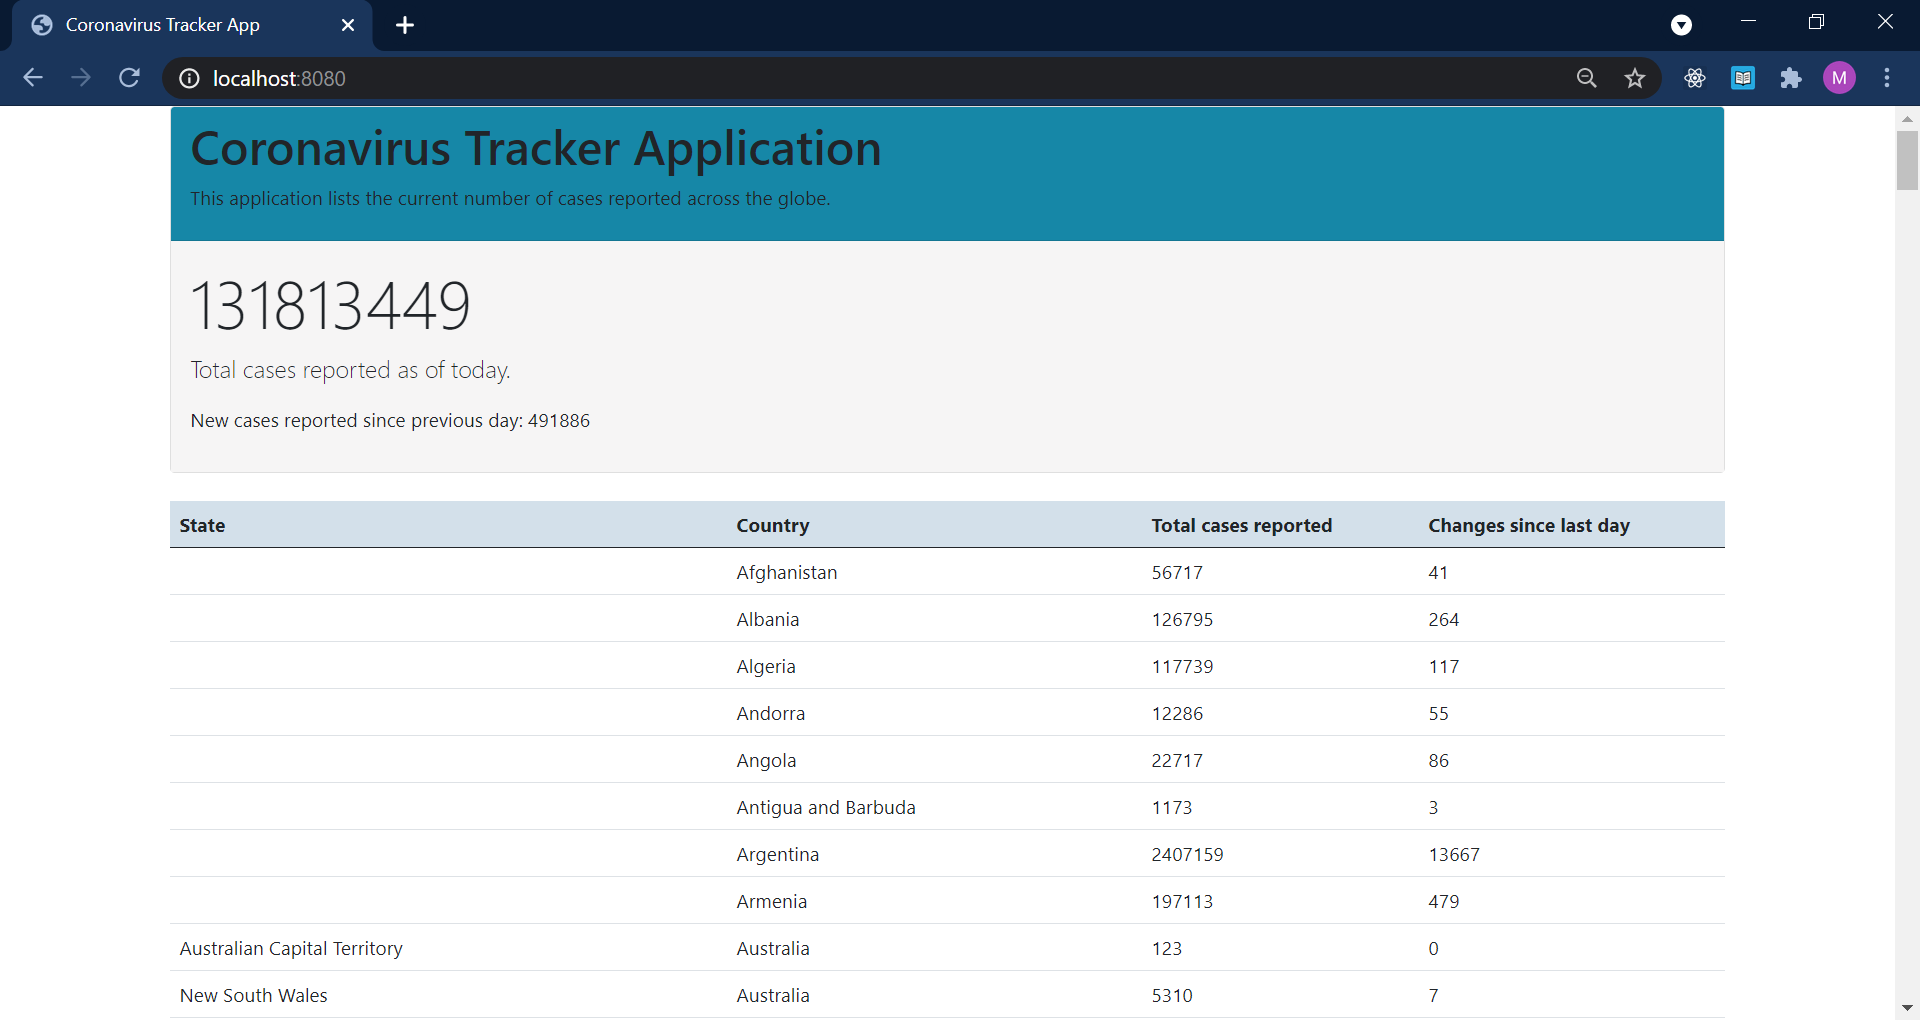 Coronavirus Tracker App
localhost:8080
M
Coronavirus Tracker Application
This application lists the current number of cases reported across the globe.
131813449
Total cases reported as of today.
New cases reported since previous day: 491886
State Country Total cases reported Changes since last day
Afghanistan 56717 41
Albania 126795 264
Algeria 117739 117
Andorra 12286 55
Angola 22717 86
Antigua and Barbuda 1173 3
Argentina 2407159 13667
Armenia 197113 479
Australian Capital Territory Australia 123 0
New South Wales Australia 5310 7